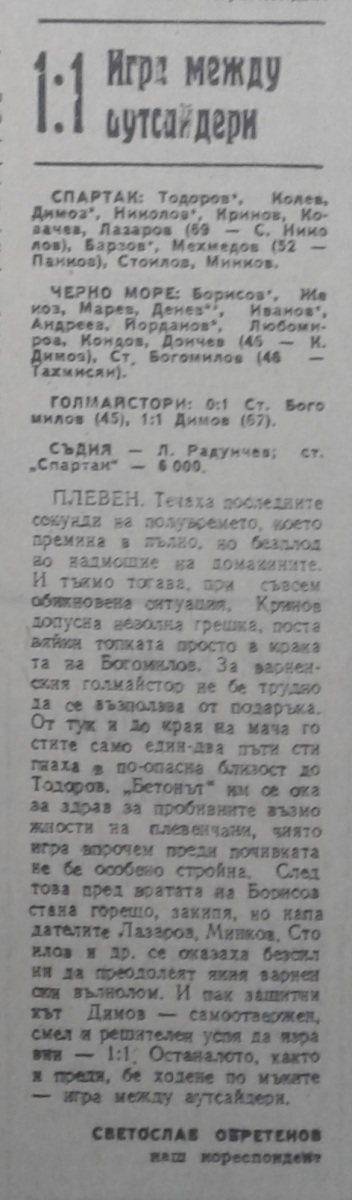 1:1 Игра между
аутсайдери
СПАРТАК: Тодоров*, Колев,
Димов*, Николов*, Кринов, Ко-
вачев, Лазаров (69 — С. Нико
лов), Бързов*, Мехмедов (52 —
Панков), Стоилов, Минков.
ЧЕРНО МОРЕ: Борисов*, Же
ков, Марев, Денев*, Иванов*,
Андреев, Йорданов*, Любоми-
ров, Кондов, Дончев (46 — К.
Димов), Ст. Богомилов (46 —
Тахмисян).
ГОЛМАЙСТОРИ: 0:1 Ст. Бого
милов (45), 1:1 Димов (67).
СЪДИЯ — Л. Радунчев; ст.
„Спартак“ — 6 000.
ПЛЕВЕН. Течаха последните
секунди на полувремето, което
премина в пълно, но безплод
но надмощие на домакините.
И тъкмо тогава, при съвсем
обикновена ситуация, Кринов
допусна неволна грешка, поста
вяйки топката просто в крака
та на Богомилов. За варнен-
ския голмайстор не бе трудно
да се възползва от подаръка.
От тук и до края на мача го
стите само един-два пъти сти
гнаха в по-опасна близост до
Тодоров. „Бетонът“ им се ока
за здрав за пробивните възмо
жности на плевенчани, чиято
игра впрочем преди почивката
не бе особено стройна. След
това пред вратата на Борисов
стана горещо, закипя, но напа
дателите Лазаров, Минков, Сто
илов и др. се оказаха безсил
ни да преодолеят якия варнен
ски вълнолом. И пак защитни
кът Димов — самоотвержен,
смел и решителен успя да изра
вни — 1:1. Останалото, както
и преди, бе ходене по мъките
— игра между аутсайдери.
СВЕТОСЛАВ ОБРЕТЕНОВ
наш кореспондент